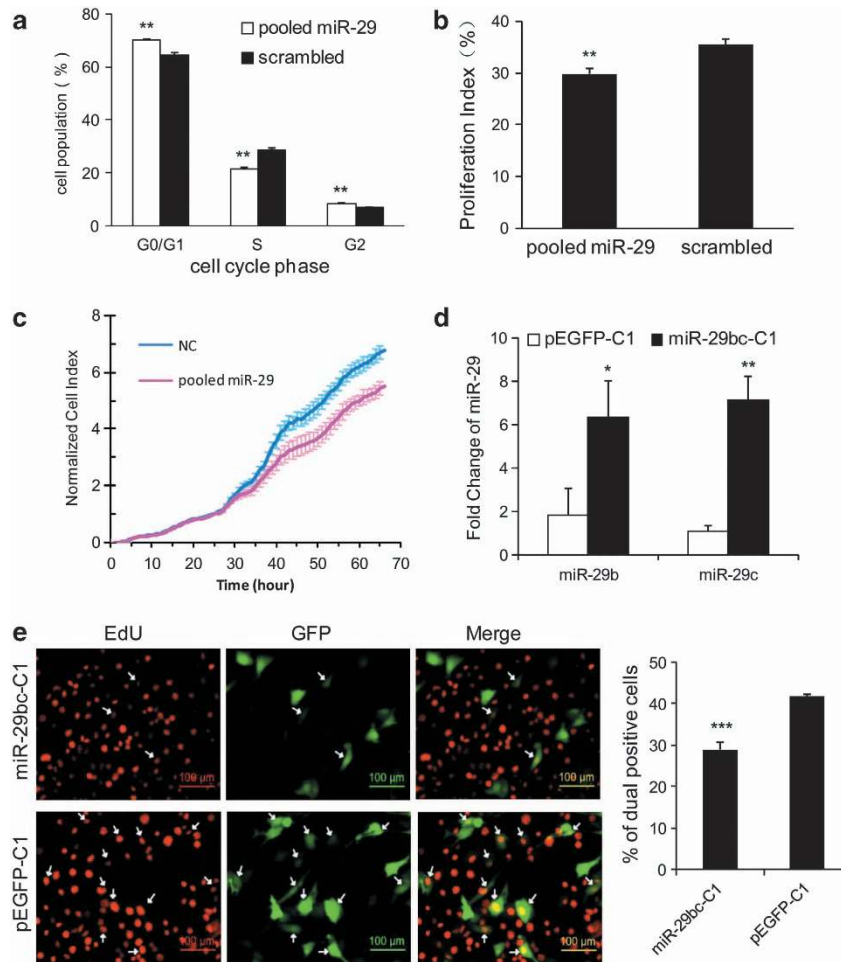 a
**
pooled miR-29
scrambled
80
60
40
20
0
cell population ( % )
**
**
G0/G1
S
G2
cell cycle phase
b
Proliferation Index (%)
40
30
20
10
0
**
pooled miR-29
scrambled
c
Normalized Cell Index
8
6
4
2
0
NC
pooled miR-29
0
10
20
30
40
50
60
70
Time (hour)
d
pEGFP-C1
miR-29bc-C1
Fold Change of miR-29
10
8
6
4
2
0
*
**
miR-29b
miR-29c
e
EdU
GFP
Merge
miR-29bc-C1
100 μm
100 μm
100 μm
pEGFP-C1
100 μm
100 μm
100 μm
% of dual positive cells
50
40
30
20
10
0
***
miR-29bc-C1
pEGFP-C1